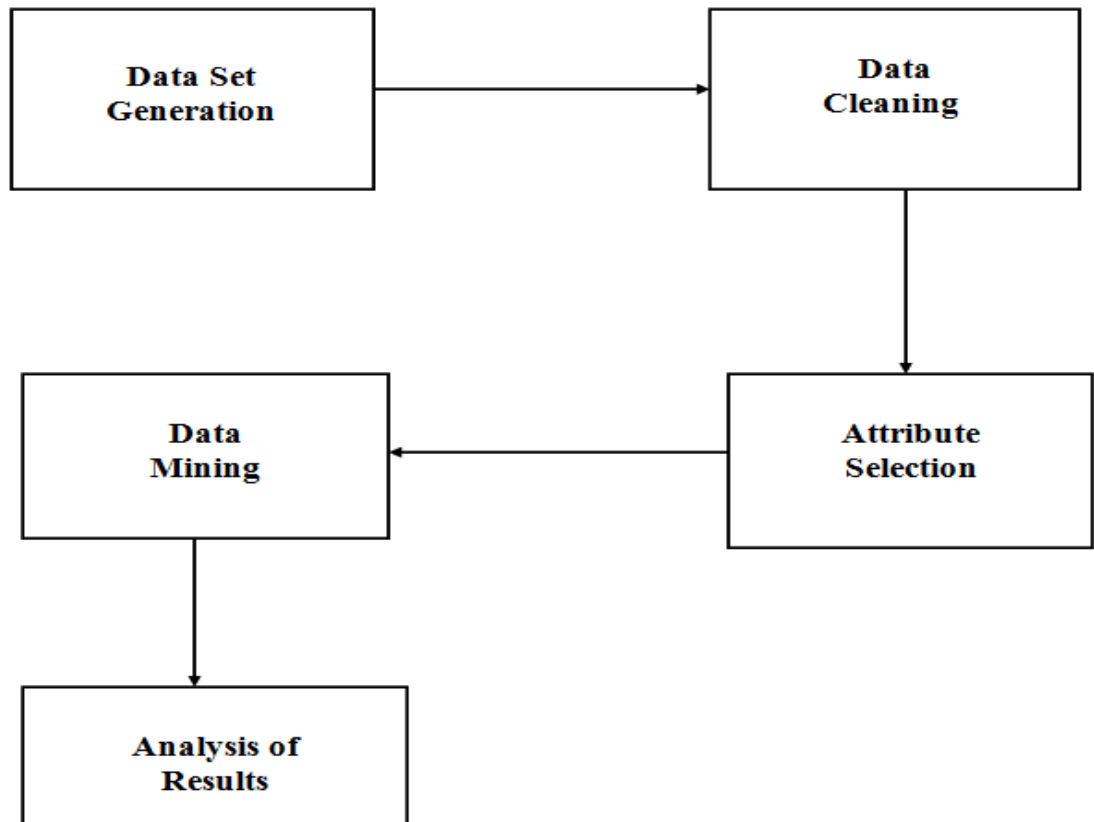 Data Set
Generation
Data
Cleaning
Attribute
Selection
Data
Mining
Analysis of
Results